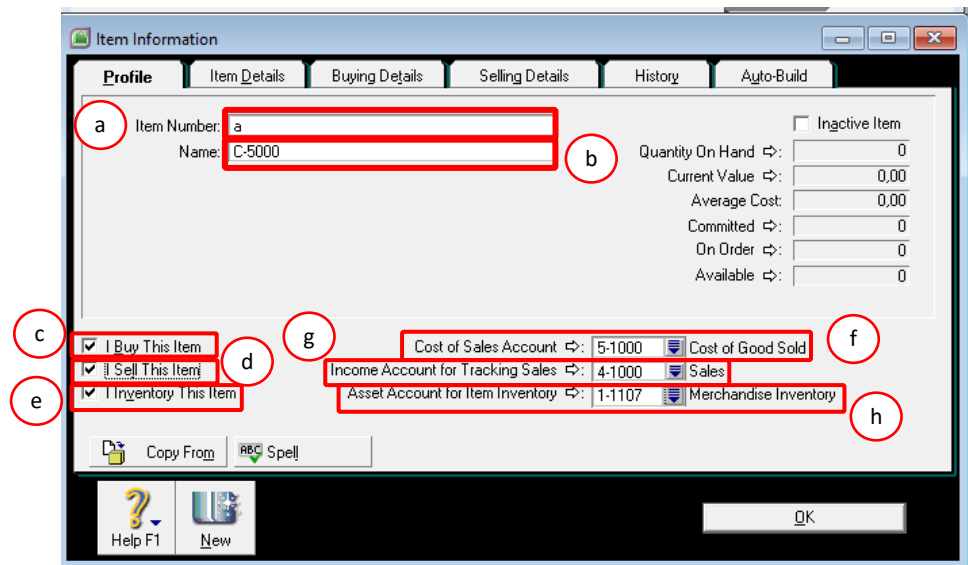 Item Information
Profile Item Details Buying Details Selling Details History Auto-Build
a Item Number: a Inactive Item
Name: C-5000 b Quantity On Hand ⇨: 0
Current Value ⇨: 0,00
Average Cost: 0,00
Committed ⇨: 0
On Order ⇨: 0
Available ⇨: 0
c I Buy This Item g Cost of Sales Account ⇨: 5-1000 Cost of Good Sold f
I Sell This Item d Income Account for Tracking Sales ⇨: 4-1000 Sales
e I Inventory This Item Asset Account for Item Inventory ⇨: 1-1107 Merchandise Inventory h
Copy From ABC Spell
Help F1 New OK